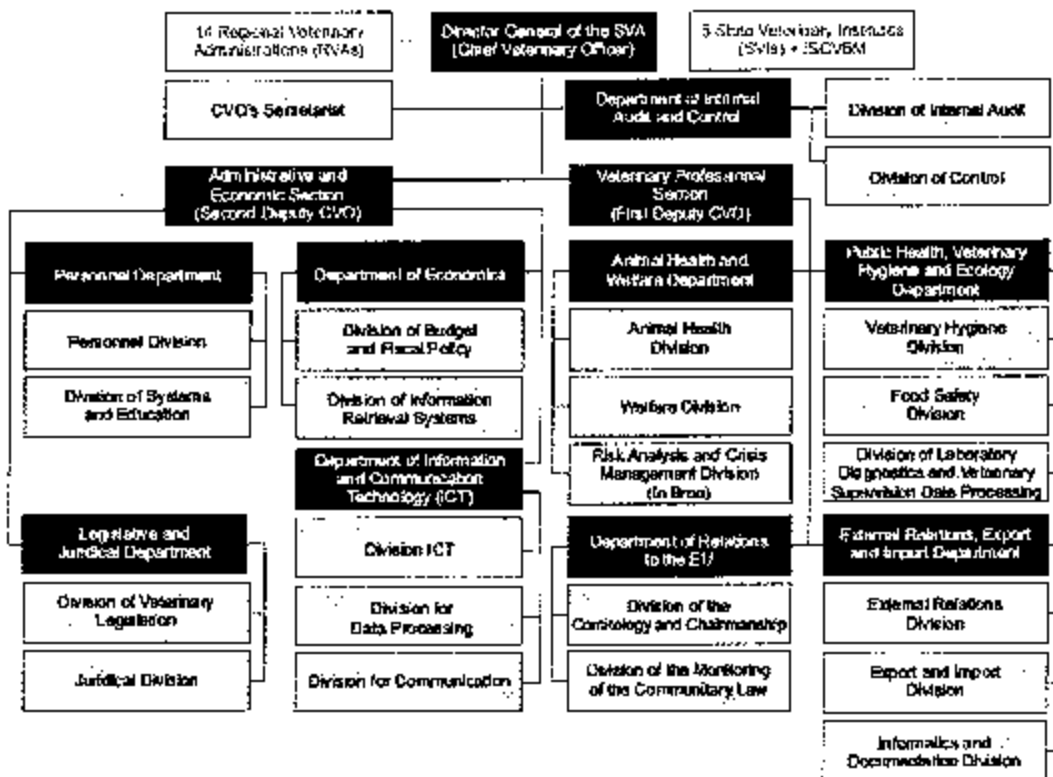 14 Regional Veterinary
Administrations (RVAs)
Director General of the SVA
(Chief Veterinary Officer)
5 State Veterinary Institutes
(SVIs) + ISCVBM
CVO's Secretariat
Department of Internal
Audit and Control
Division of Internal Audit
Division of Control
Administrative and
Economic Section
(Second Deputy CVO)
Veterinary Professional
Section
(First Deputy CVO)
Personnel Department
Department of Economics
Animal Health and
Welfare Department
Public Health, Veterinary
Hygiene and Ecology
Department
Personnel Division
Division of Budget
and Fiscal Policy
Animal Health
Division
Veterinary Hygiene
Division
Division of Systems
and Education
Division of Information
Retrieval Systems
Welfare Division
Food Safety
Division
Department of Information
and Communication
Technology (ICT)
Risk Analysis and Crisis
Management Division
(in Brno)
Division of Laboratory
Diagnostics and Veterinary
Supervision Data Processing
Legislative and
Juridical Department
Division ICT
Department of Relations
to the EU
External Relations, Export
and Import Department
Division of Veterinary
Legislation
Division for
Data Processing
Division of the
Comitology and Chairmanship
External Relations
Division
Juridical Division
Division for Communication
Division of the Monitoring
of the Communitary Law
Export and Import
Division
Informatics and
Documentation Division